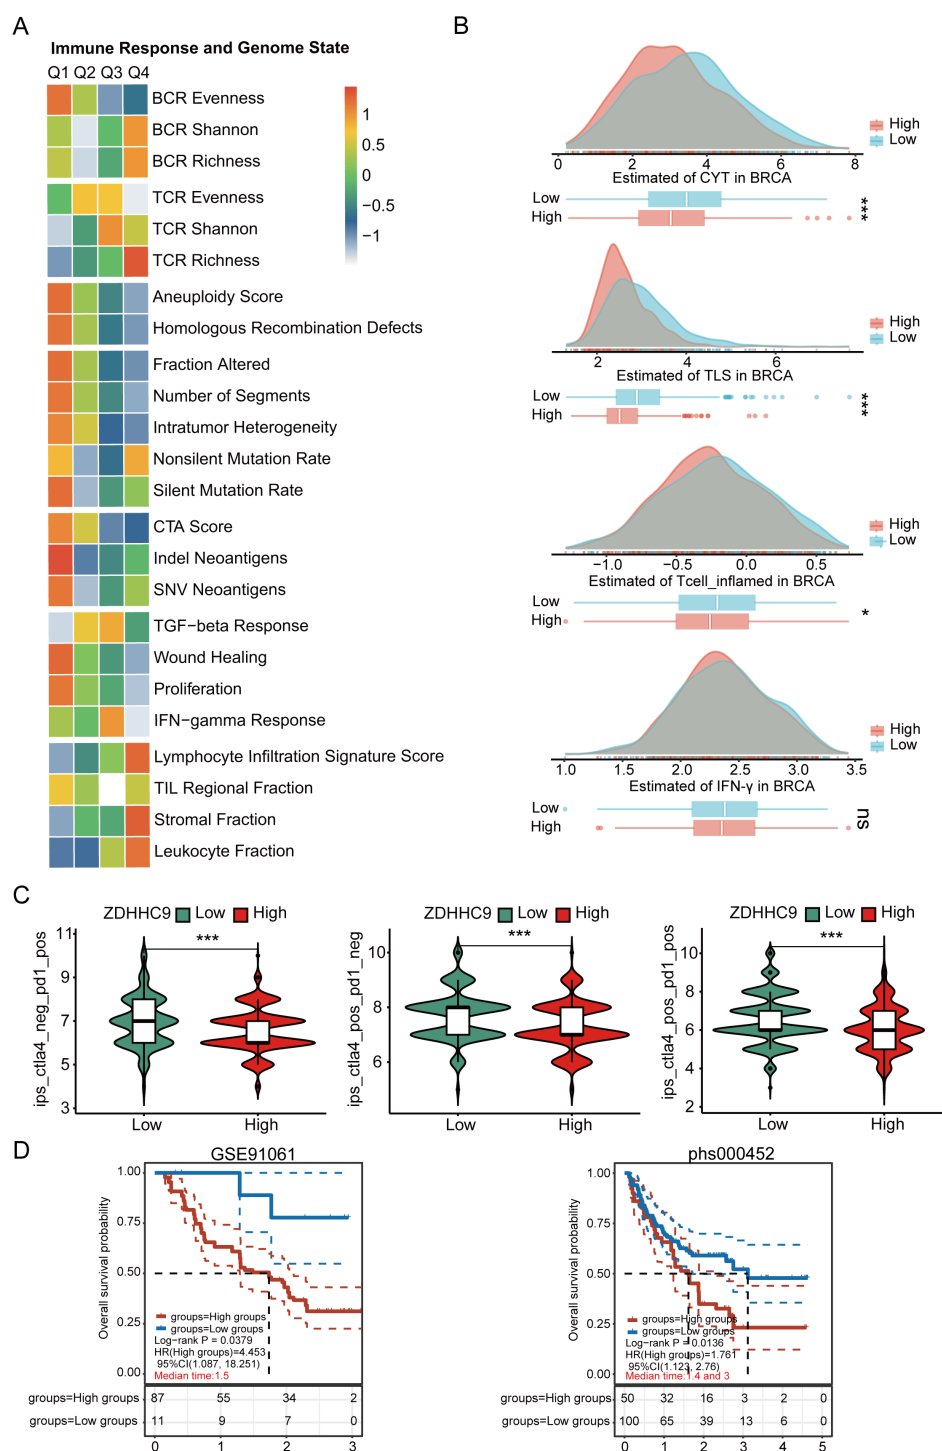 A
Immune Response and Genome State
Q1 Q2 Q3 Q4
BCR Evenness
BCR Shannon
BCR Richness
TCR Evenness
TCR Shannon
TCR Richness
Aneuploidy Score
Homologous Recombination Defects
Fraction Altered
Number of Segments
Intratumor Heterogeneity
Nonsilent Mutation Rate
Silent Mutation Rate
CTA Score
Indel Neoantigens
SNV Neoantigens
TGF−beta Response
Wound Healing
Proliferation
IFN−gamma Response
Lymphocyte Infiltration Signature Score
TIL Regional Fraction
Stromal Fraction
Leukocyte Fraction
1
0.5
0
−0.5
−1
B
High
Low
0 2 4 6 8
Estimated of CYT in BRCA
Low
High
***
High
Low
2 4 6
Estimated of TLS in BRCA
Low
High
***
High
Low
−1.0 −0.5 0.0 0.5
Estimated of Tcell_inflamed in BRCA
Low
High
*
High
Low
1.0 1.5 2.0 2.5 3.0 3.5
Estimated of IFN-γ in BRCA
Low
High
ns
C
ZDHHC9 Low High
ips_ctla4_neg_pd1_pos
11
9
7
5
3
***
Low High
ZDHHC9 Low High
ips_ctla4_pos_pd1_neg
10
8
6
***
Low High
ZDHHC9 Low High
ips_ctla4_pos_pd1_pos
10
8
6
4
2
***
Low High
D
GSE91061
Overall survival probability
1.00
0.75
0.50
0.25
0.00
groups=High groups
groups=Low groups
Log−rank P = 0.0379
HR(High groups)=4.453
95%CI(1.087, 18.251)
Median time:1.5
groups=High groups 87 55 34 2
groups=Low groups 11 9 7 0
0 1 2 3
phs000452
Overall survival probability
1.00
0.75
0.50
0.25
0.00
groups=High groups
groups=Low groups
Log−rank P = 0.0136
HR(High groups)=1.761
95%CI(1.123, 2.76)
Median time:1.4 and 3
groups=High groups 50 32 16 3 2 0
groups=Low groups 100 65 39 13 6 0
0 1 2 3 4 5